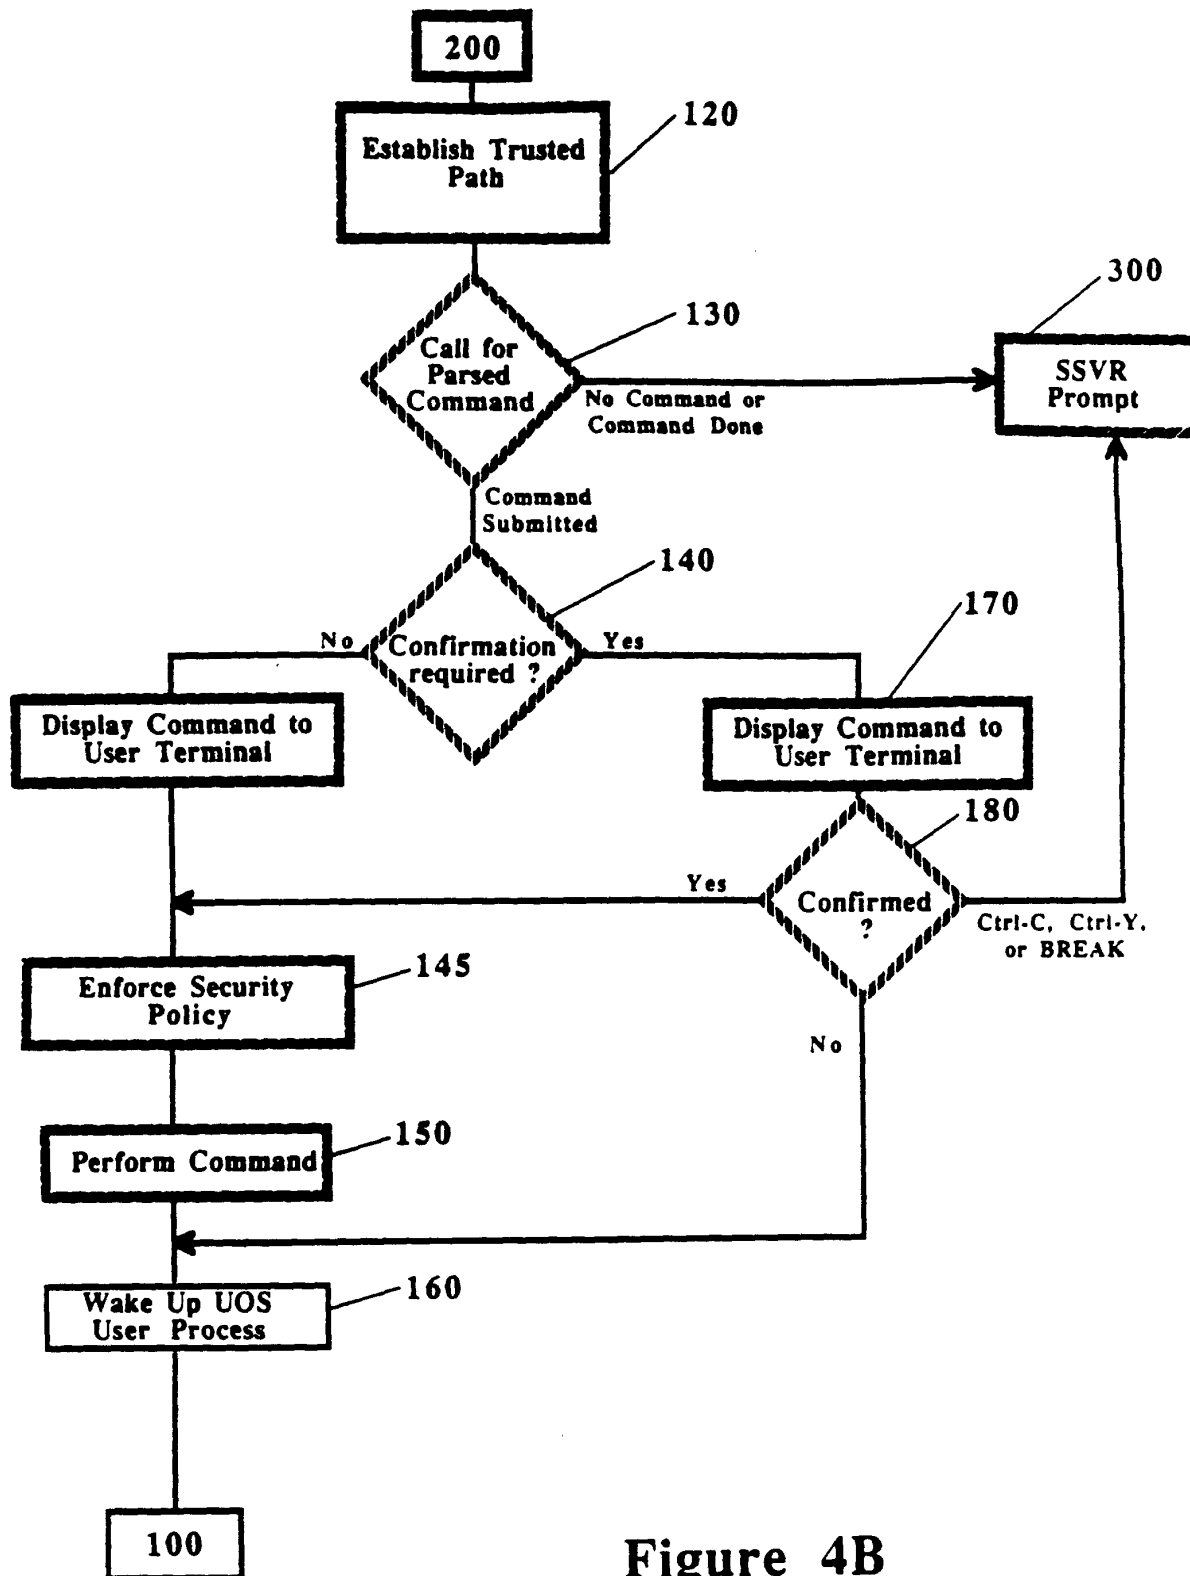 200
120
Establish Trusted
Path
300
130
Call for
Parsed
Command
SSVR
Prompt
No Command or
Command Done
Command
Submitted
140
170
No
Confirmation
required ?
Yes
Display Command to
User Terminal
Display Command to
User Terminal
180
Yes
Confirmed
?
Ctrl-C, Ctrl-Y,
or BREAK
145
Enforce Security
Policy
No
150
Perform Command
160
Wake Up UOS
User Process
100
Figure 4B